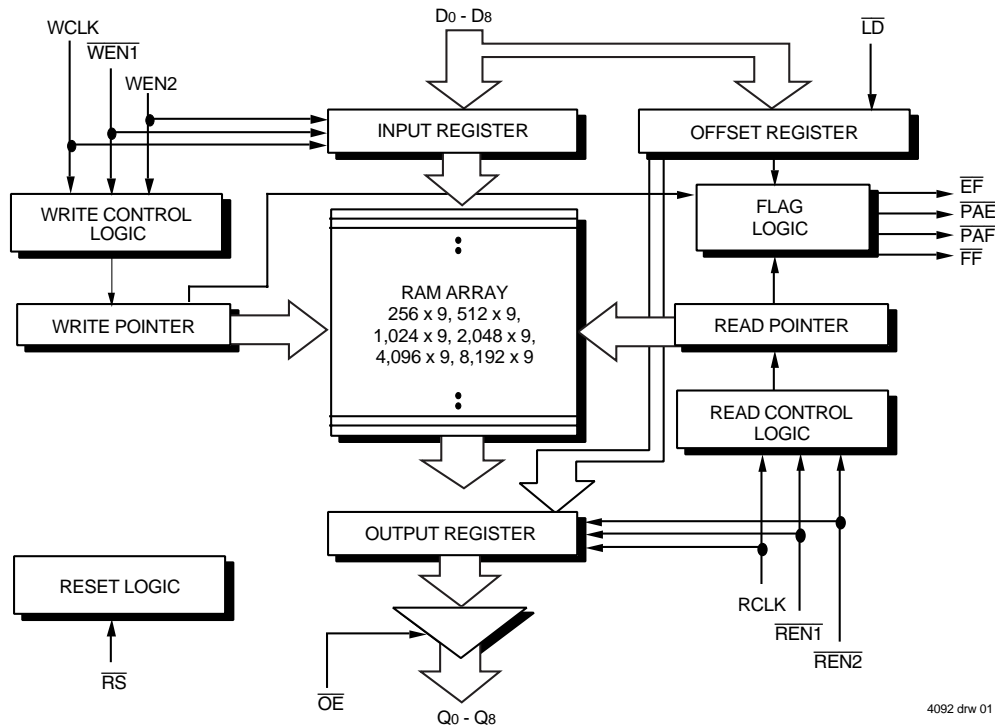 WCLK
D0 - D8
WEN1
LD
WEN2
INPUT REGISTER
OFFSET REGISTER
WRITE CONTROL
LOGIC
FLAG
LOGIC
EF
PAE
PAF
FF
RAM ARRAY
256 x 9, 512 x 9,
1,024 x 9, 2,048 x 9,
4,096 x 9, 8,192 x 9
WRITE POINTER
READ POINTER
READ CONTROL
LOGIC
OUTPUT REGISTER
RESET LOGIC
RCLK
REN1
REN2
RS
OE
Q0 - Q8
4092 drw 01